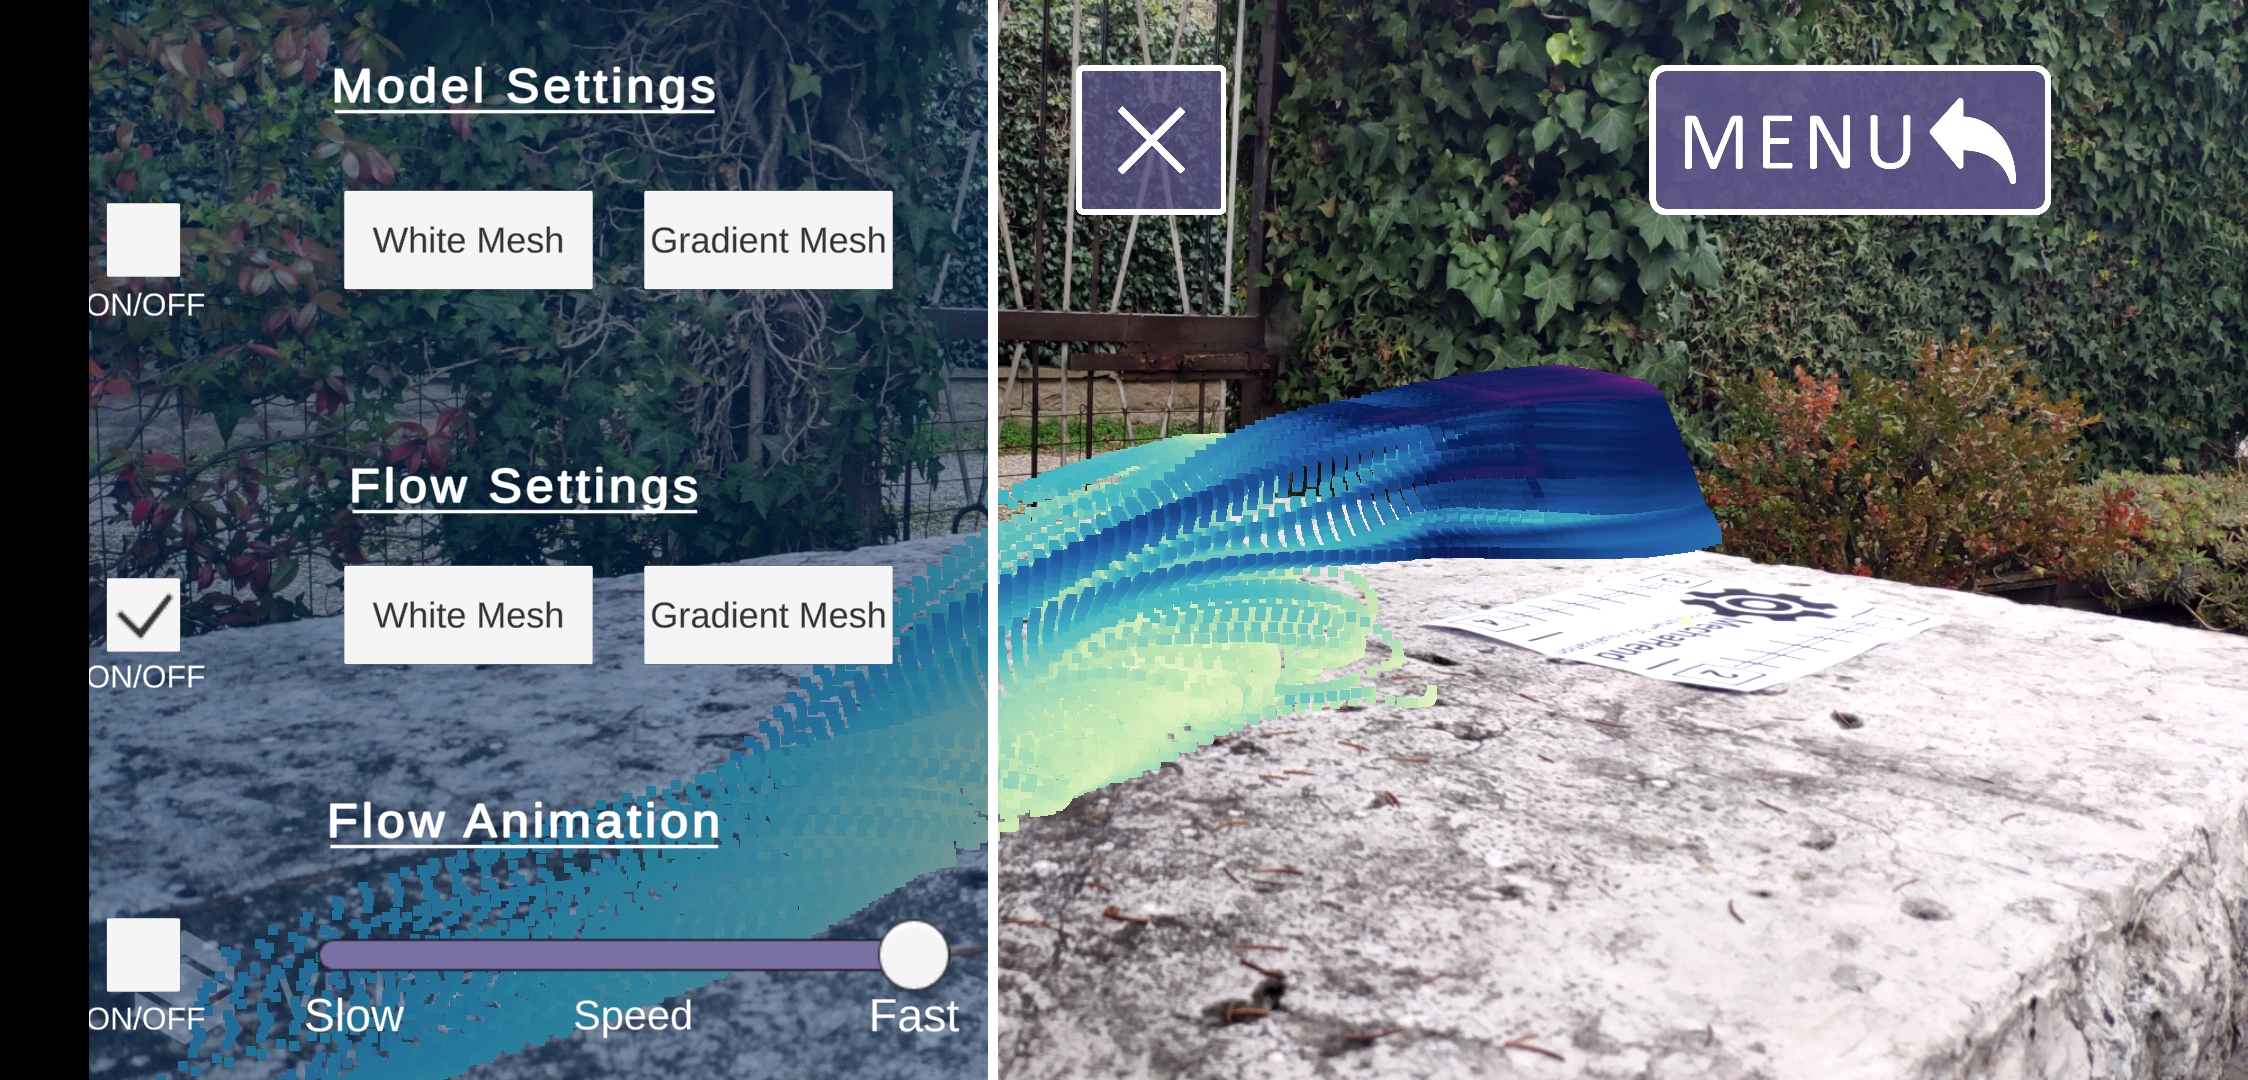 Model Settings
White Mesh
Gradient Mesh
ON/OFF
Flow Settings
White Mesh
Gradient Mesh
ON/OFF
Flow Animation
ON/OFF
Slow
Speed
Fast
MENU
3
4
2